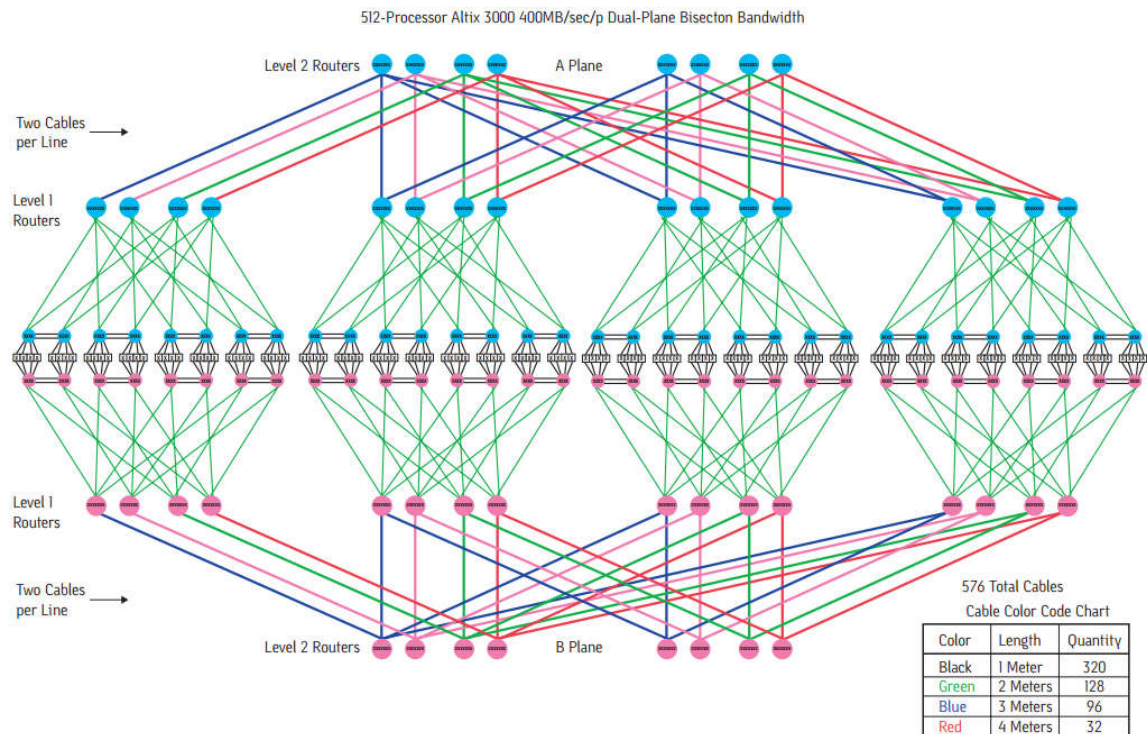 512-Processor Altix 3000 400MB/sec/p Dual-Plane Bisecton Bandwidth
Level 2 Routers
A Plane
Two Cables
per Line
Level 1
Routers
Level 1
Routers
Two Cables
per Line
Level 2 Routers
B Plane
576 Total Cables
Cable Color Code Chart
Color Length Quantity
Black 1 Meter 320
Green 2 Meters 128
Blue 3 Meters 96
Red 4 Meters 32